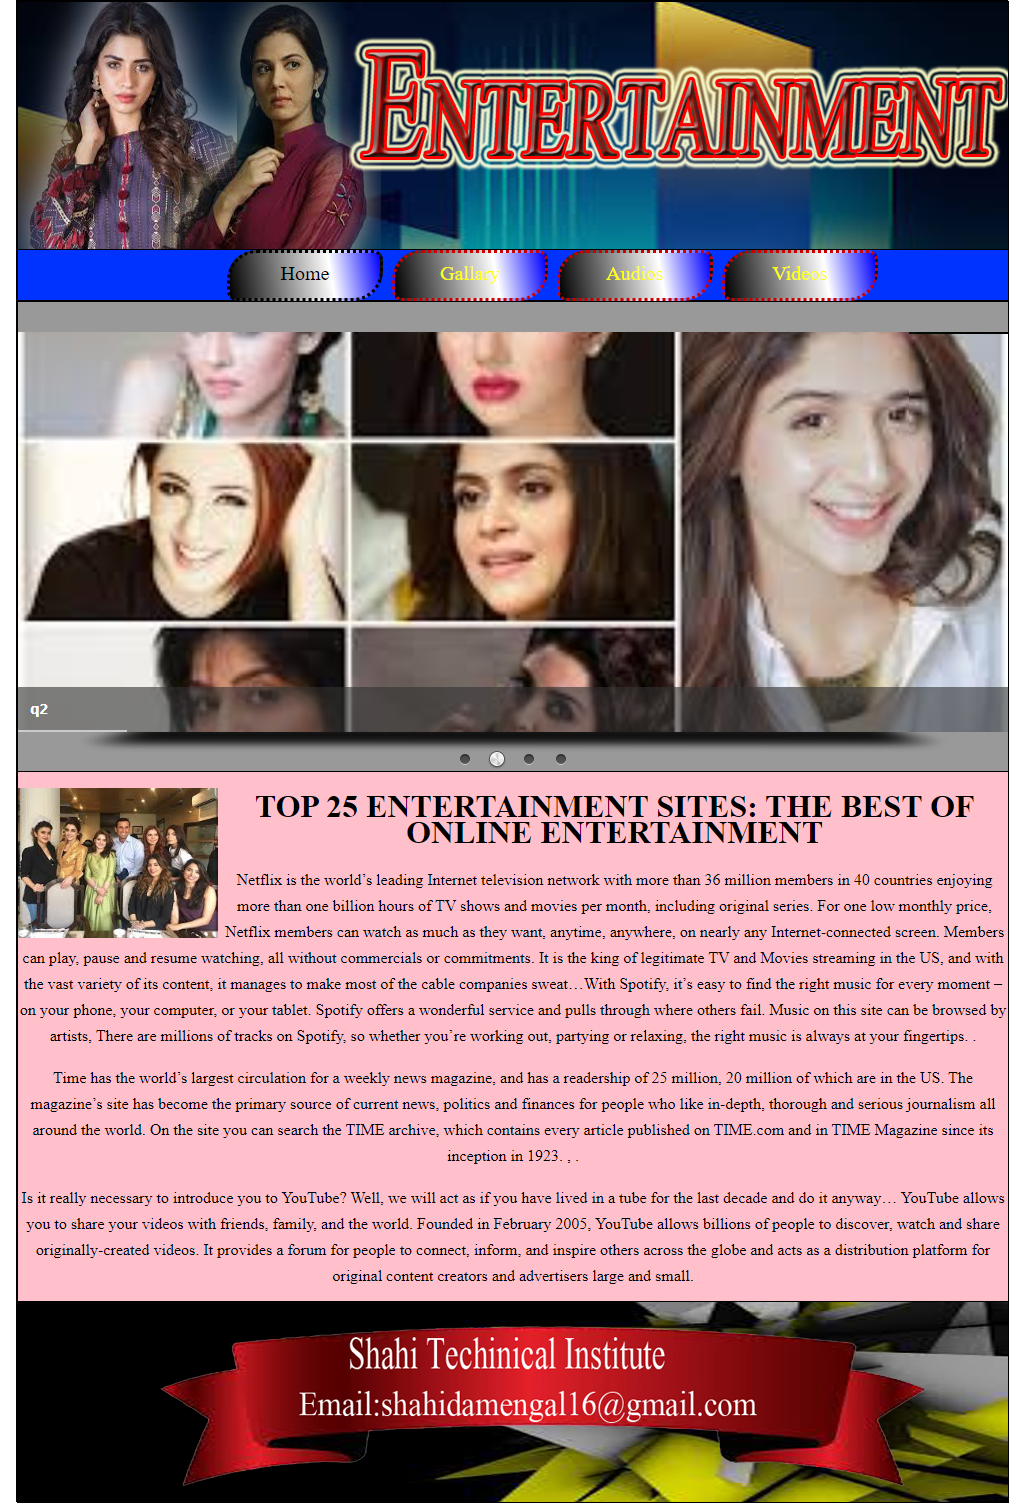 ENTERTAINMENT
Home Gallary Audios Videos
q2
TOP 25 ENTERTAINMENT SITES: THE BEST OF
ONLINE ENTERTAINMENT
Netflix is the world’s leading Internet television network with more than 36 million members in 40 countries enjoying
more than one billion hours of TV shows and movies per month, including original series. For one low monthly price,
Netflix members can watch as much as they want, anytime, anywhere, on nearly any Internet-connected screen. Members
can play, pause and resume watching, all without commercials or commitments. It is the king of legitimate TV and Movies streaming in the US, and with
the vast variety of its content, it manages to make most of the cable companies sweat…With Spotify, it’s easy to find the right music for every moment –
on your phone, your computer, or your tablet. Spotify offers a wonderful service and pulls through where others fail. Music on this site can be browsed by
artists, There are millions of tracks on Spotify, so whether you’re working out, partying or relaxing, the right music is always at your fingertips. .
Time has the world’s largest circulation for a weekly news magazine, and has a readership of 25 million, 20 million of which are in the US. The
magazine’s site has become the primary source of current news, politics and finances for people who like in-depth, thorough and serious journalism all
around the world. On the site you can search the TIME archive, which contains every article published on TIME.com and in TIME Magazine since its
inception in 1923. , .
Is it really necessary to introduce you to YouTube? Well, we will act as if you have lived in a tube for the last decade and do it anyway… YouTube allows
you to share your videos with friends, family, and the world. Founded in February 2005, YouTube allows billions of people to discover, watch and share
originally-created videos. It provides a forum for people to connect, inform, and inspire others across the globe and acts as a distribution platform for
original content creators and advertisers large and small.
Shahi Techinical Institute
Email:shahidamengal16@gmail.com